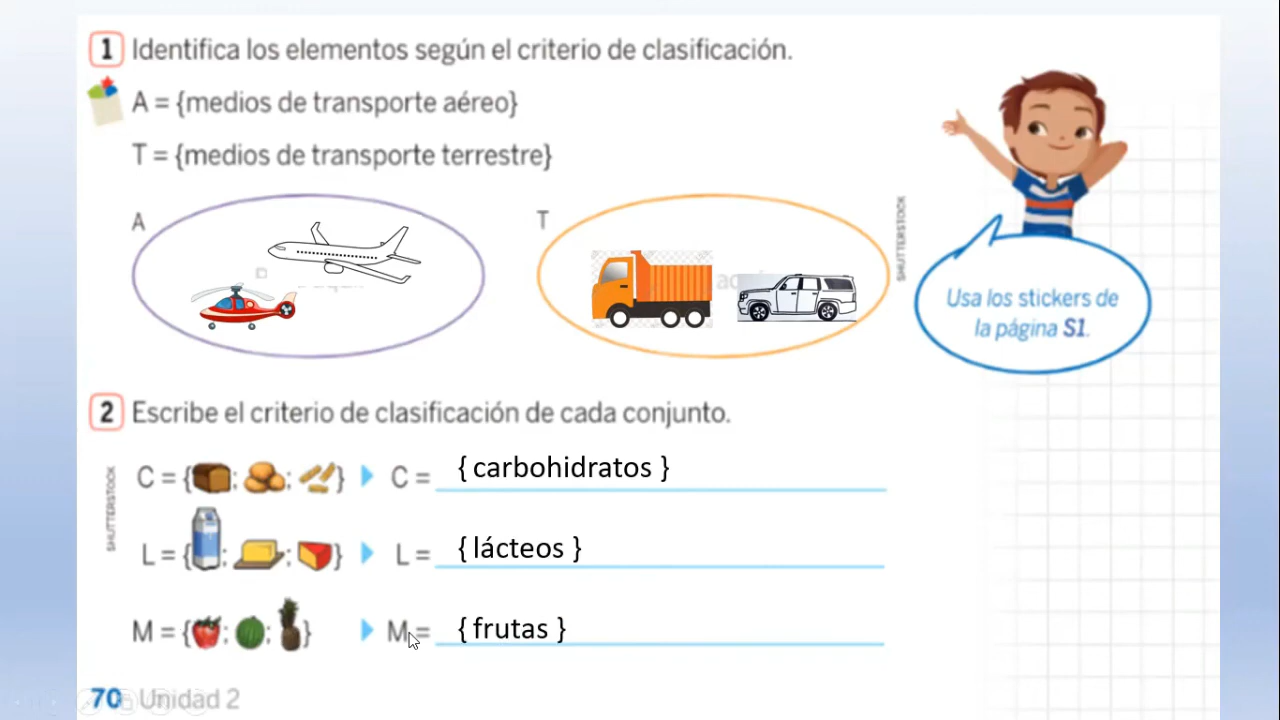 1 Identifica los elementos según el criterio de clasificación.
A = {medios de transporte aéreo}
T = {medios de transporte terrestre}
A
T
SHUTTERSTOCK
Usa los stickers de
la página S1.
2 Escribe el criterio de clasificación de cada conjunto.
SHUTTERSTOCK
C = { ; ; } C = { carbohidratos }
L = { ; ; } L = { lácteos }
M = { ; ; } M = { frutas }
70 Unidad 2